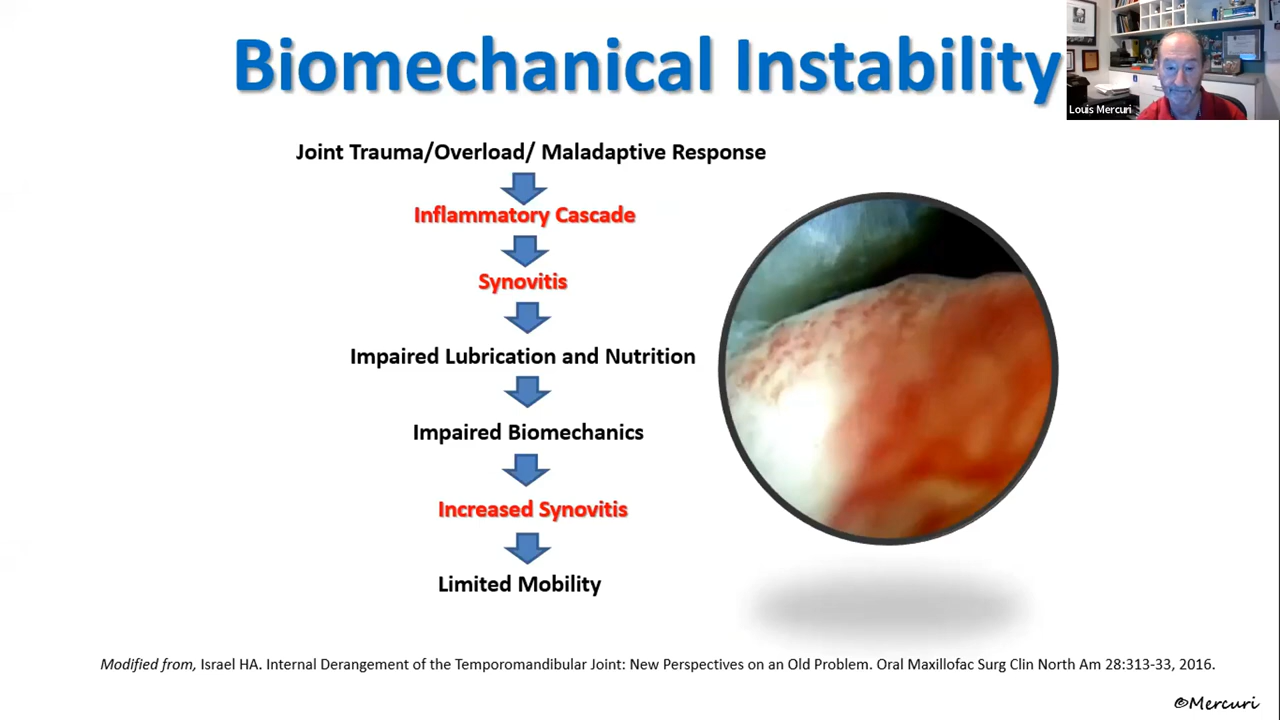 Biomechanical Instability
Louis Mercuri
Joint Trauma/Overload/ Maladaptive Response
Inflammatory Cascade
Synovitis
Impaired Lubrication and Nutrition
Impaired Biomechanics
Increased Synovitis
Limited Mobility
Modified from, Israel HA. Internal Derangement of the Temporomandibular Joint: New Perspectives on an Old Problem. Oral Maxillofac Surg Clin North Am 28:313-33, 2016.
©Mercuri